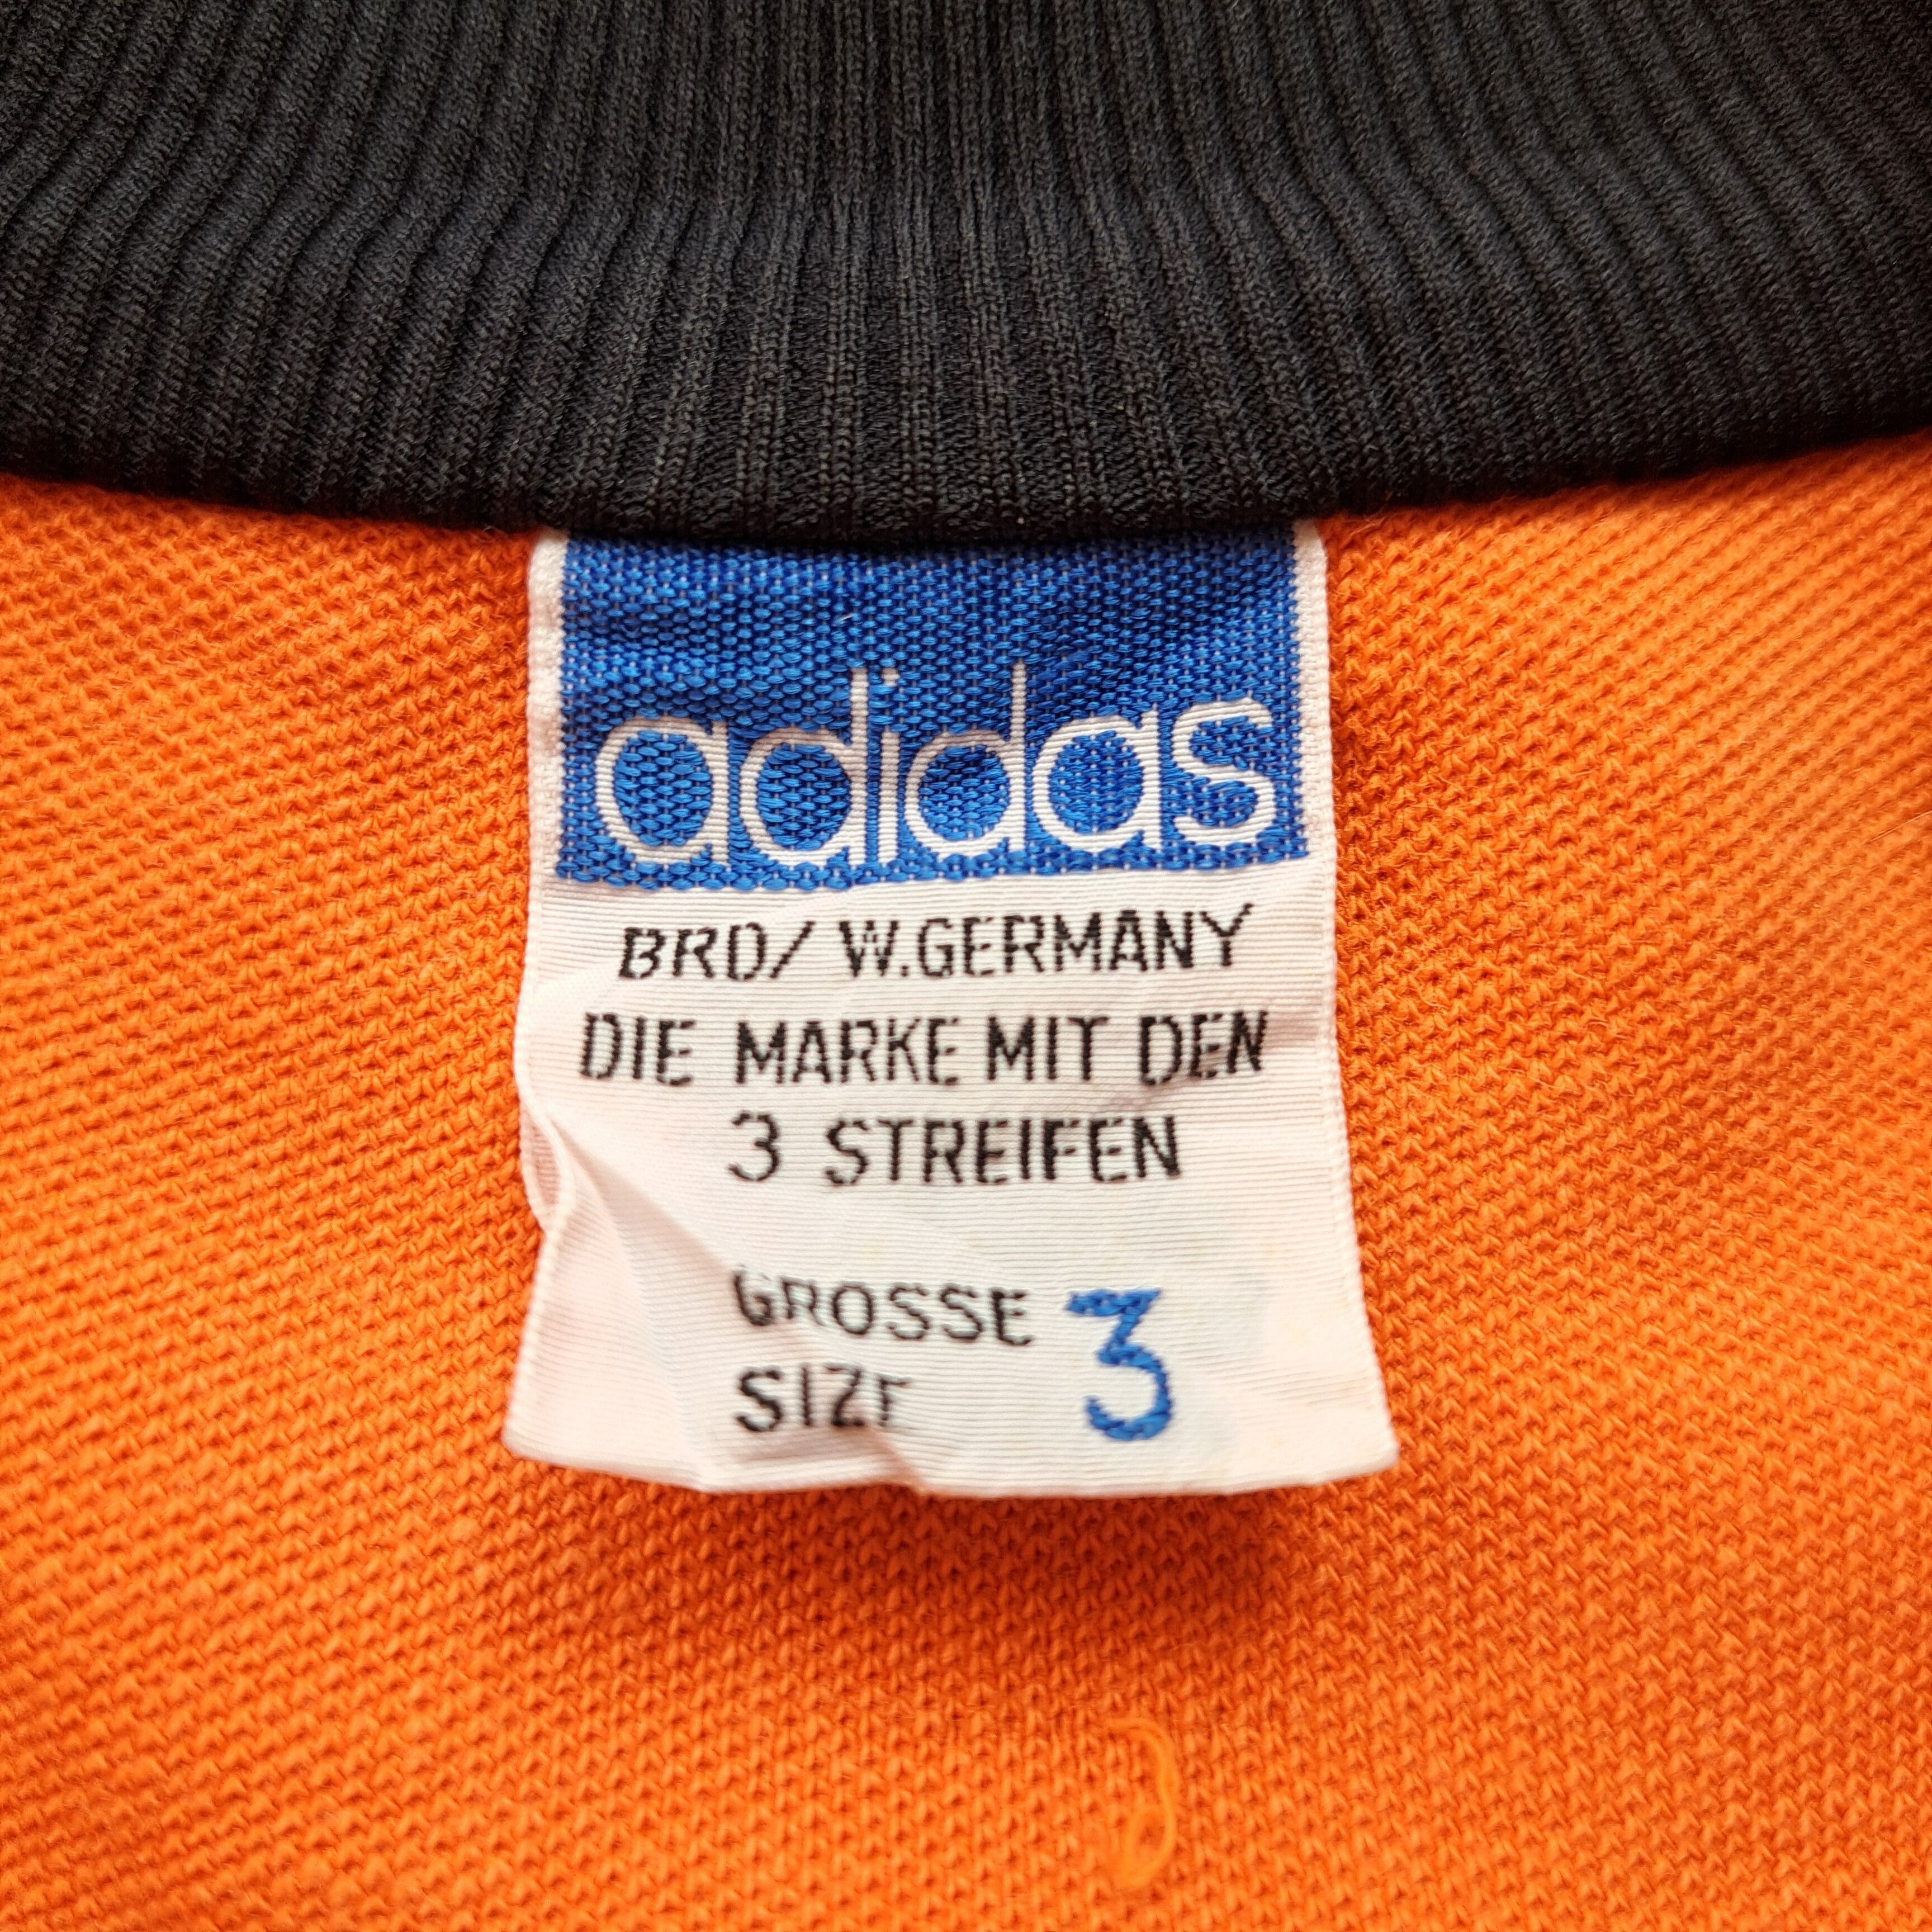 adidas
BRD/ W.GERMANY
DIE MARKE MIT DEN
3 STREIFEN
GROSSE 3
SIZE